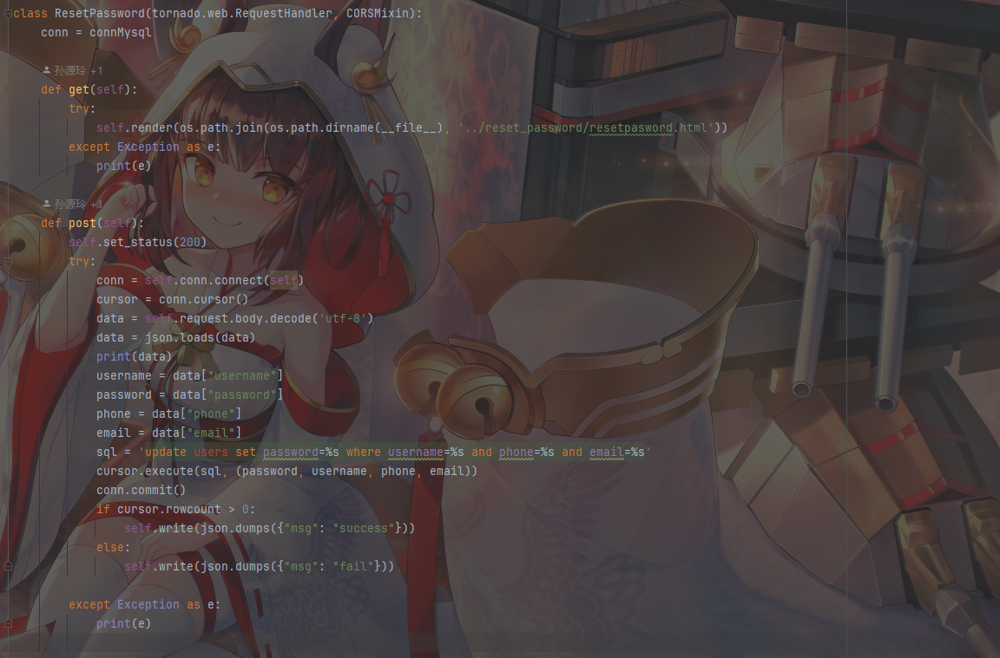 class ResetPassword(tornado.web.RequestHandler, CORSMixin):
    conn = connMysql
    孙源玲 +1
    def get(self):
        try:
            self.render(os.path.join(os.path.dirname(__file__), '../reset_password/resetpasword.html'))
        except Exception as e:
            print(e)
    孙源玲 +1
    def post(self):
        self.set_status(200)
        try:
            conn = self.conn.connect(self)
            cursor = conn.cursor()
            data = self.request.body.decode('utf-8')
            data = json.loads(data)
            print(data)
            username = data["username"]
            password = data["password"]
            phone = data["phone"]
            email = data["email"]
            sql = 'update users set password=%s where username=%s and phone=%s and email=%s'
            cursor.execute(sql, (password, username, phone, email))
            conn.commit()
            if cursor.rowcount > 0:
                self.write(json.dumps({"msg": "success"}))
            else:
                self.write(json.dumps({"msg": "fail"}))
        except Exception as e:
            print(e)